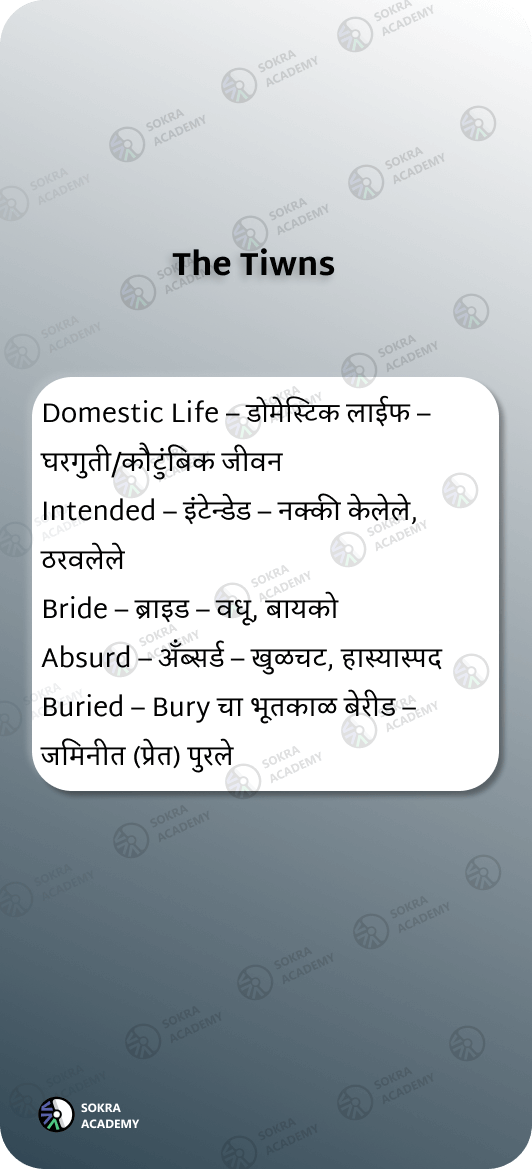 The Tiwns
Domestic Life – डोमेस्टिक लाईफ –
घरगुती/कौटुंबिक जीवन
Intended – इंटेन्डेड – नक्की केलेले,
ठरवलेले
Bride – ब्राइड – वधू, बायको
Absurd – ॲब्सर्ड – खुळचट, हास्यास्पद
Buried – Bury चा भूतकाळ बेरीड –
जमिनीत (प्रेत) पुरले
SOKRA
ACADEMY